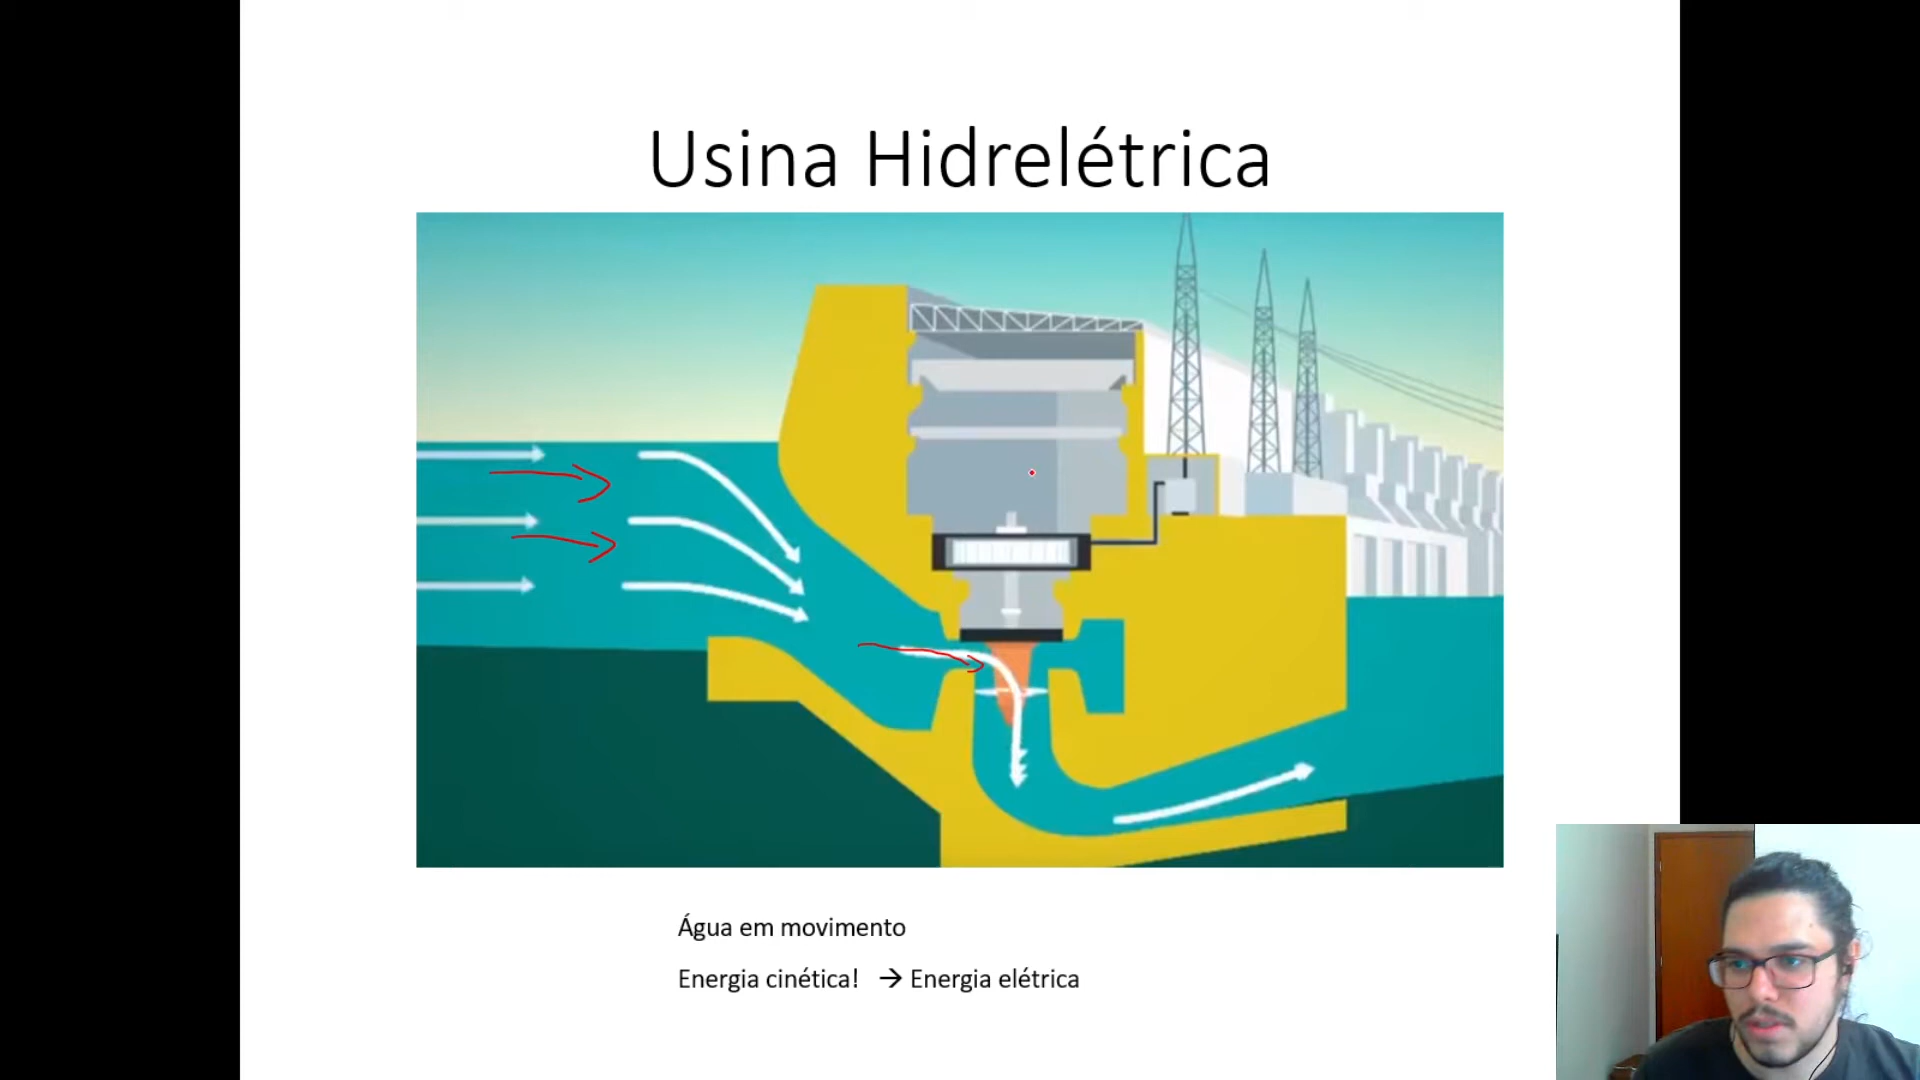 Usina Hidrelétrica
Água em movimento
Energia cinética! → Energia elétrica